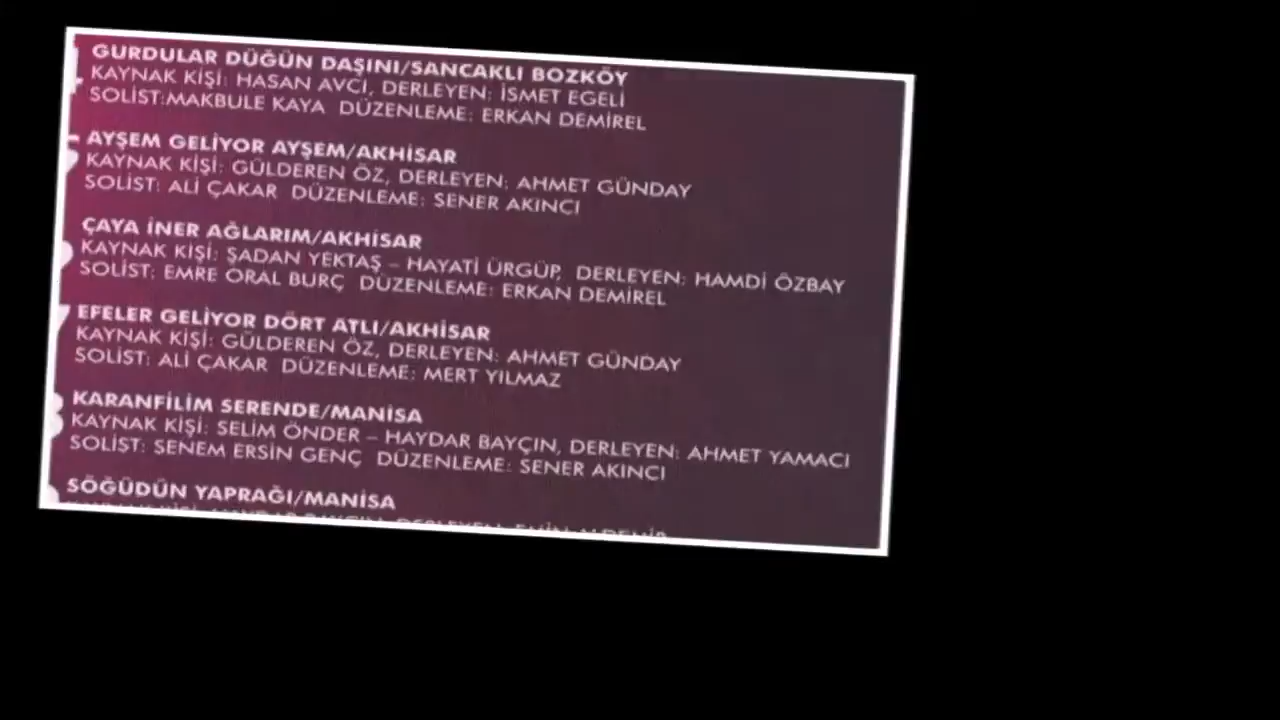 GURDULAR DÜĞÜN DAŞINI/SANCAKLI BOZKÖY
KAYNAK KİŞİ: HASAN AVCI, DERLEYEN: İSMET EGELİ
SOLİST:MAKBULE KAYA DÜZENLEME: ERKAN DEMİREL
AYŞEM GELİYOR AYŞEM/AKHİSAR
KAYNAK KİŞİ: GÜLDEREN ÖZ, DERLEYEN: AHMET GÜNDAY
SOLİST: ALİ ÇAKAR DÜZENLEME: SENER AKINCI
ÇAYA İNER AĞLARIM/AKHİSAR
KAYNAK KİŞİ: ŞADAN YEKTAŞ – HAYATİ ÜRGÜP, DERLEYEN: HAMDİ ÖZBAY
SOLİST: EMRE ORAL BURÇ DÜZENLEME: ERKAN DEMİREL
7 EFELER GELİYOR DÖRT ATLI/AKHİSAR
KAYNAK KİŞİ: GÜLDEREN ÖZ, DERLEYEN: AHMET GÜNDAY
SOLİST: ALİ ÇAKAR DÜZENLEME: MERT YILMAZ
KARANFİLİM SERENDE/MANİSA
KAYNAK KİŞİ: SELİM ÖNDER – HAYDAR BAYÇIN, DERLEYEN: AHMET YAMACI
SOLİST: SENEM ERSİN GENÇ DÜZENLEME: SENER AKINCI
SÖĞÜDÜN YAPRAĞI/MANİSA